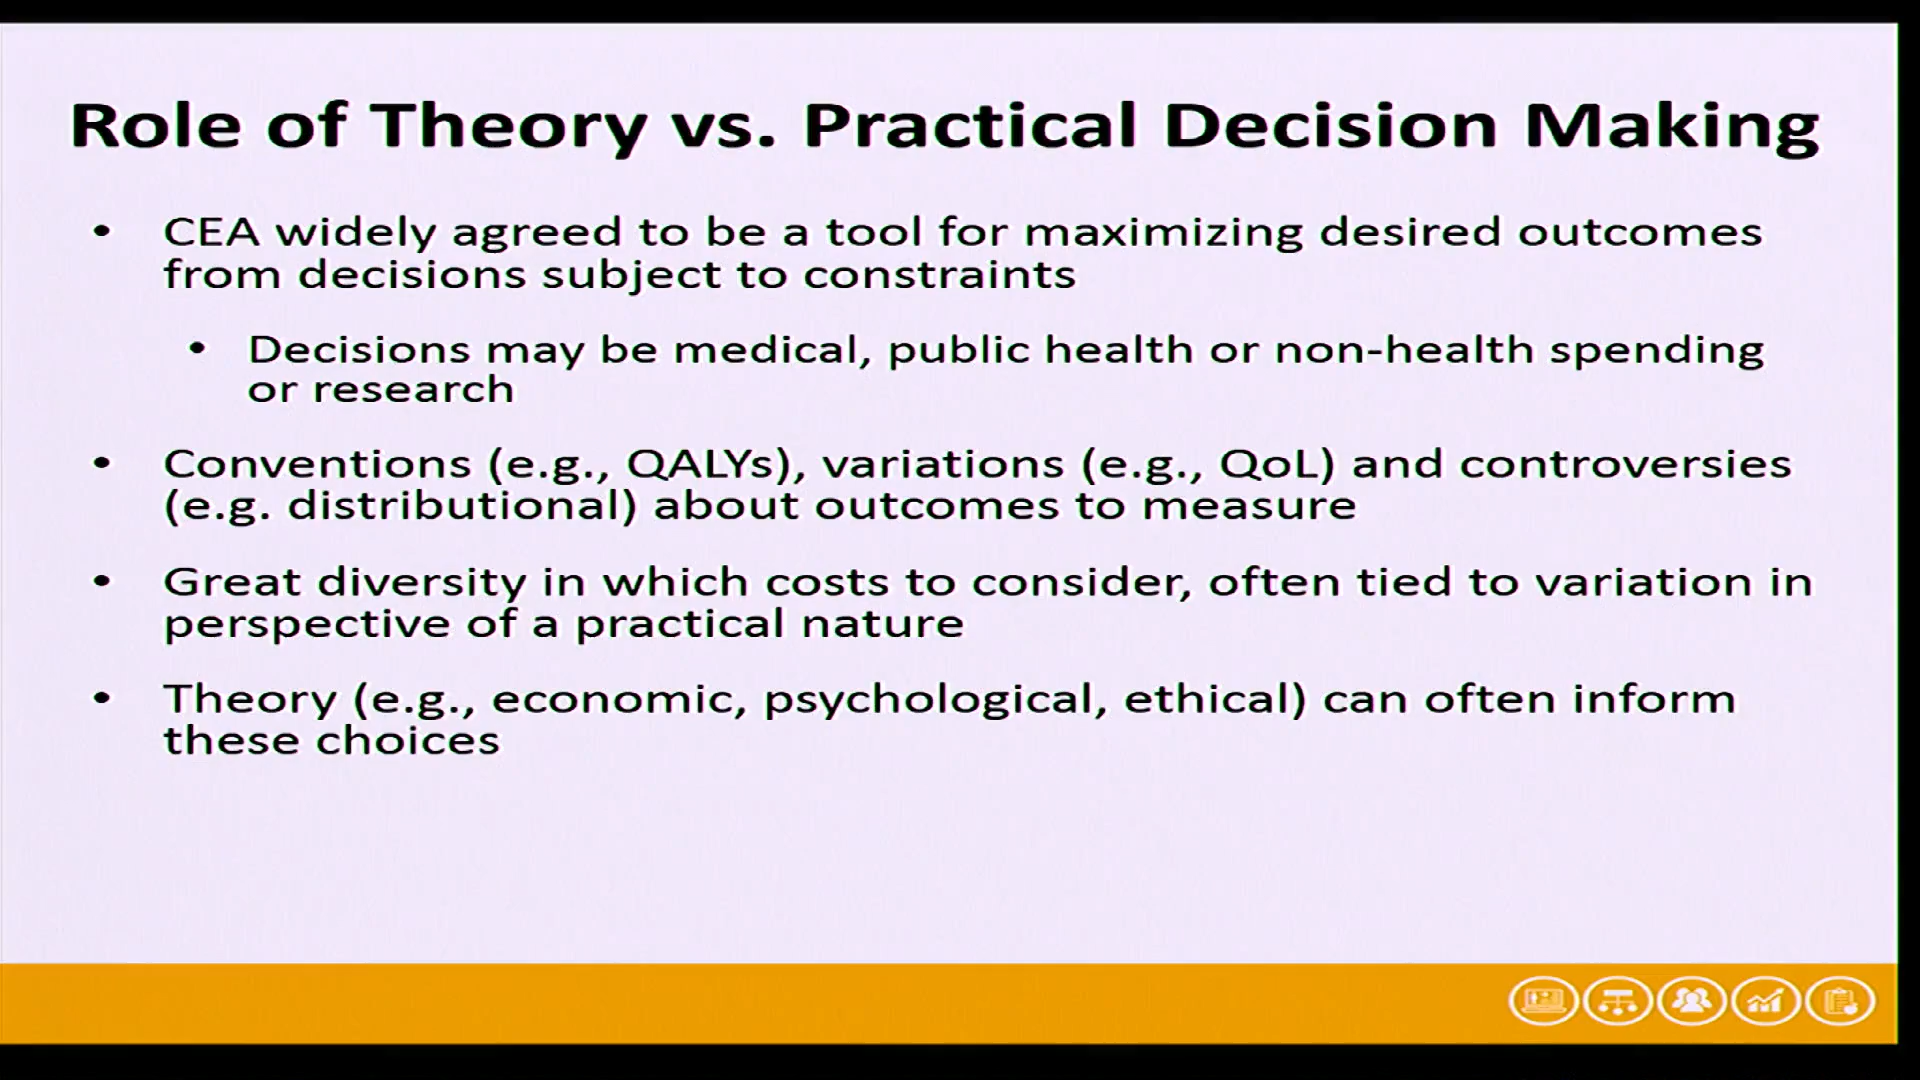 Role of Theory vs. Practical Decision Making
• CEA widely agreed to be a tool for maximizing desired outcomes
from decisions subject to constraints
• Decisions may be medical, public health or non-health spending
or research
• Conventions (e.g., QALYs), variations (e.g., QoL) and controversies
(e.g. distributional) about outcomes to measure
• Great diversity in which costs to consider, often tied to variation in
perspective of a practical nature
• Theory (e.g., economic, psychological, ethical) can often inform
these choices